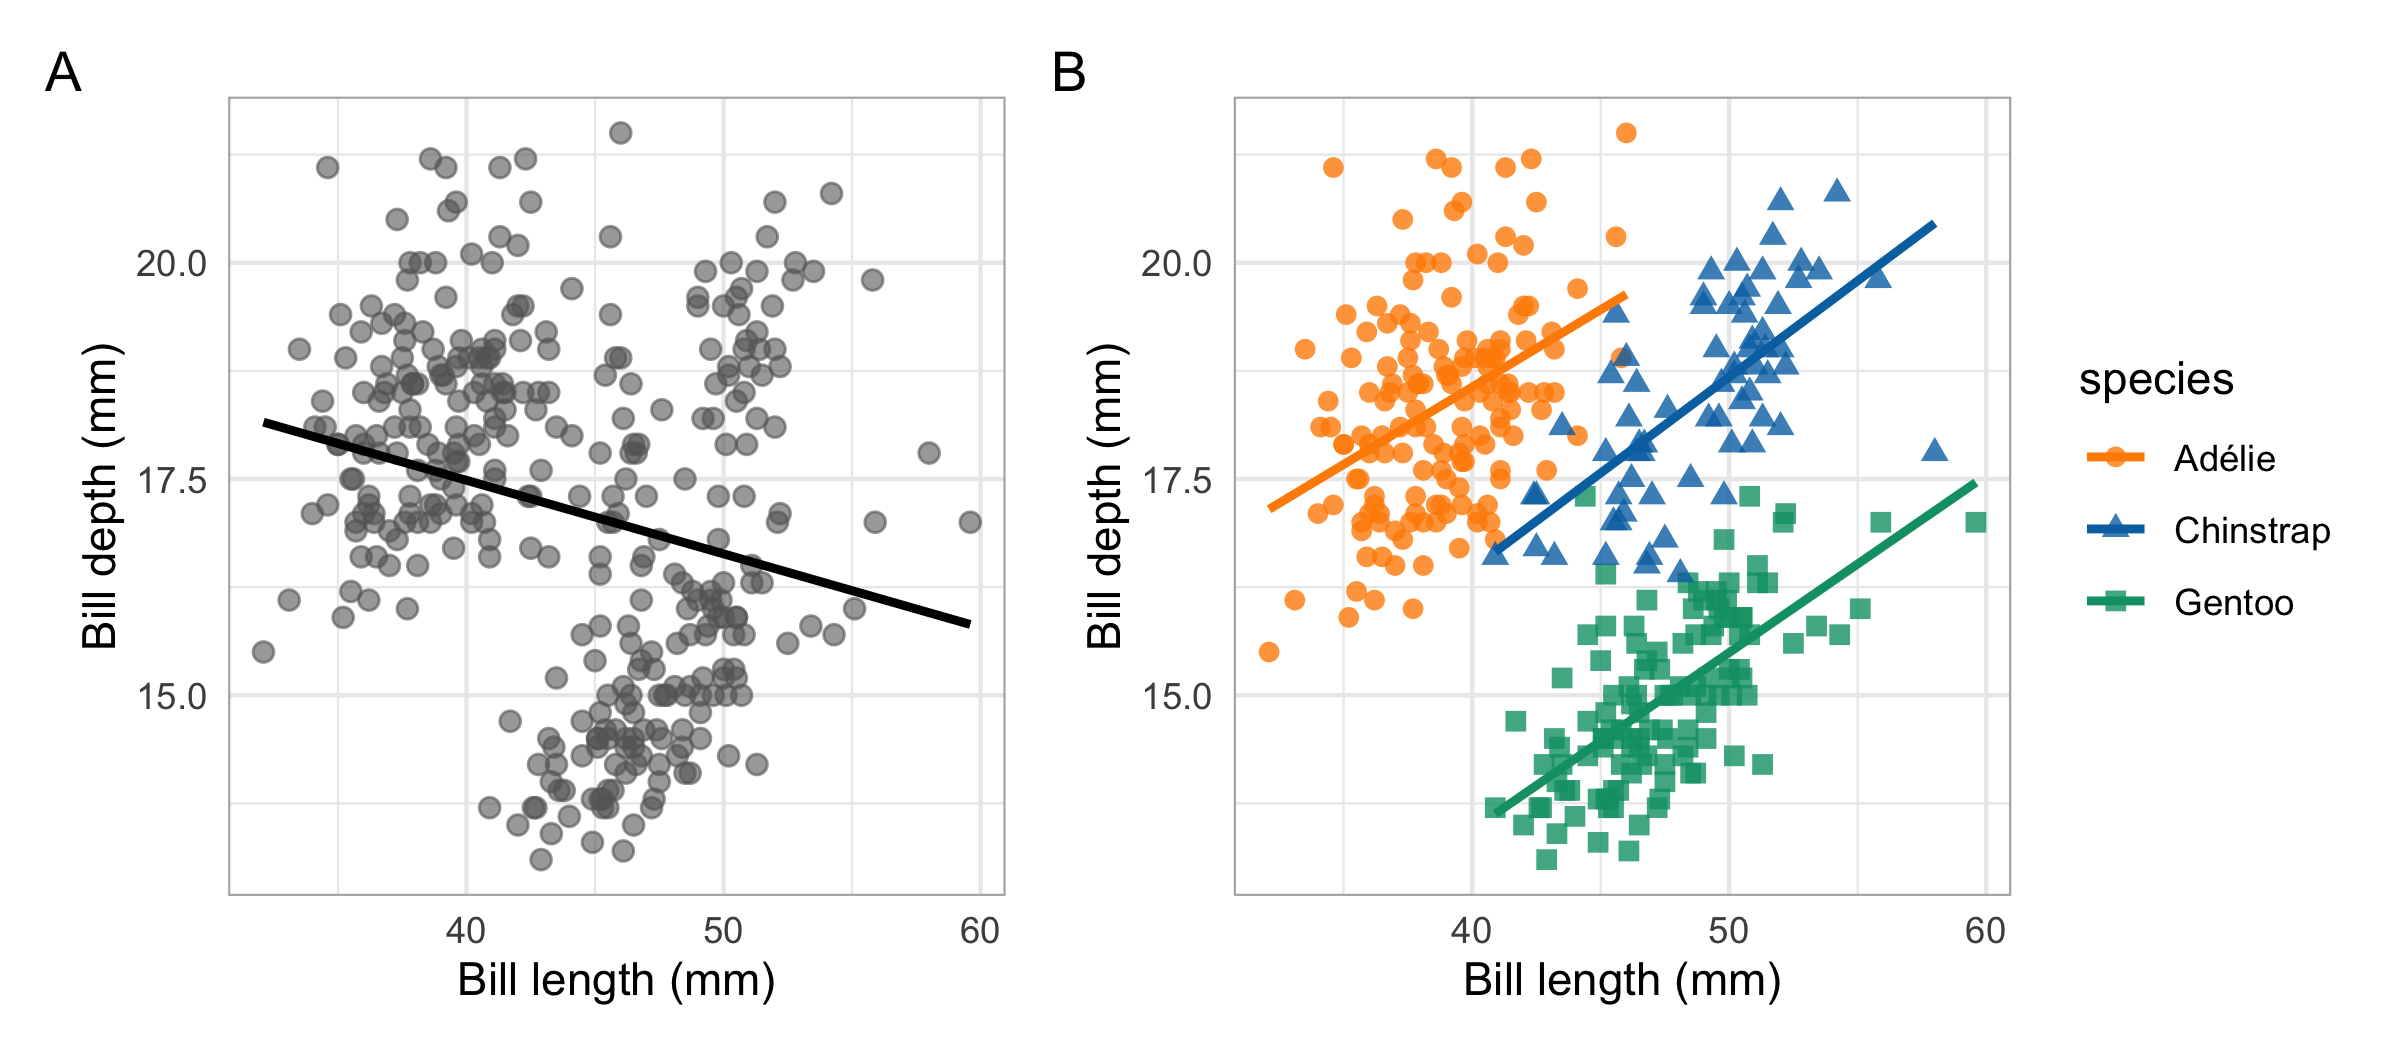 A
B
20.0
17.5
15.0
Bill depth (mm)
40 50 60
Bill length (mm)
20.0
17.5
15.0
Bill depth (mm)
40 50 60
Bill length (mm)
species
Adélie
Chinstrap
Gentoo